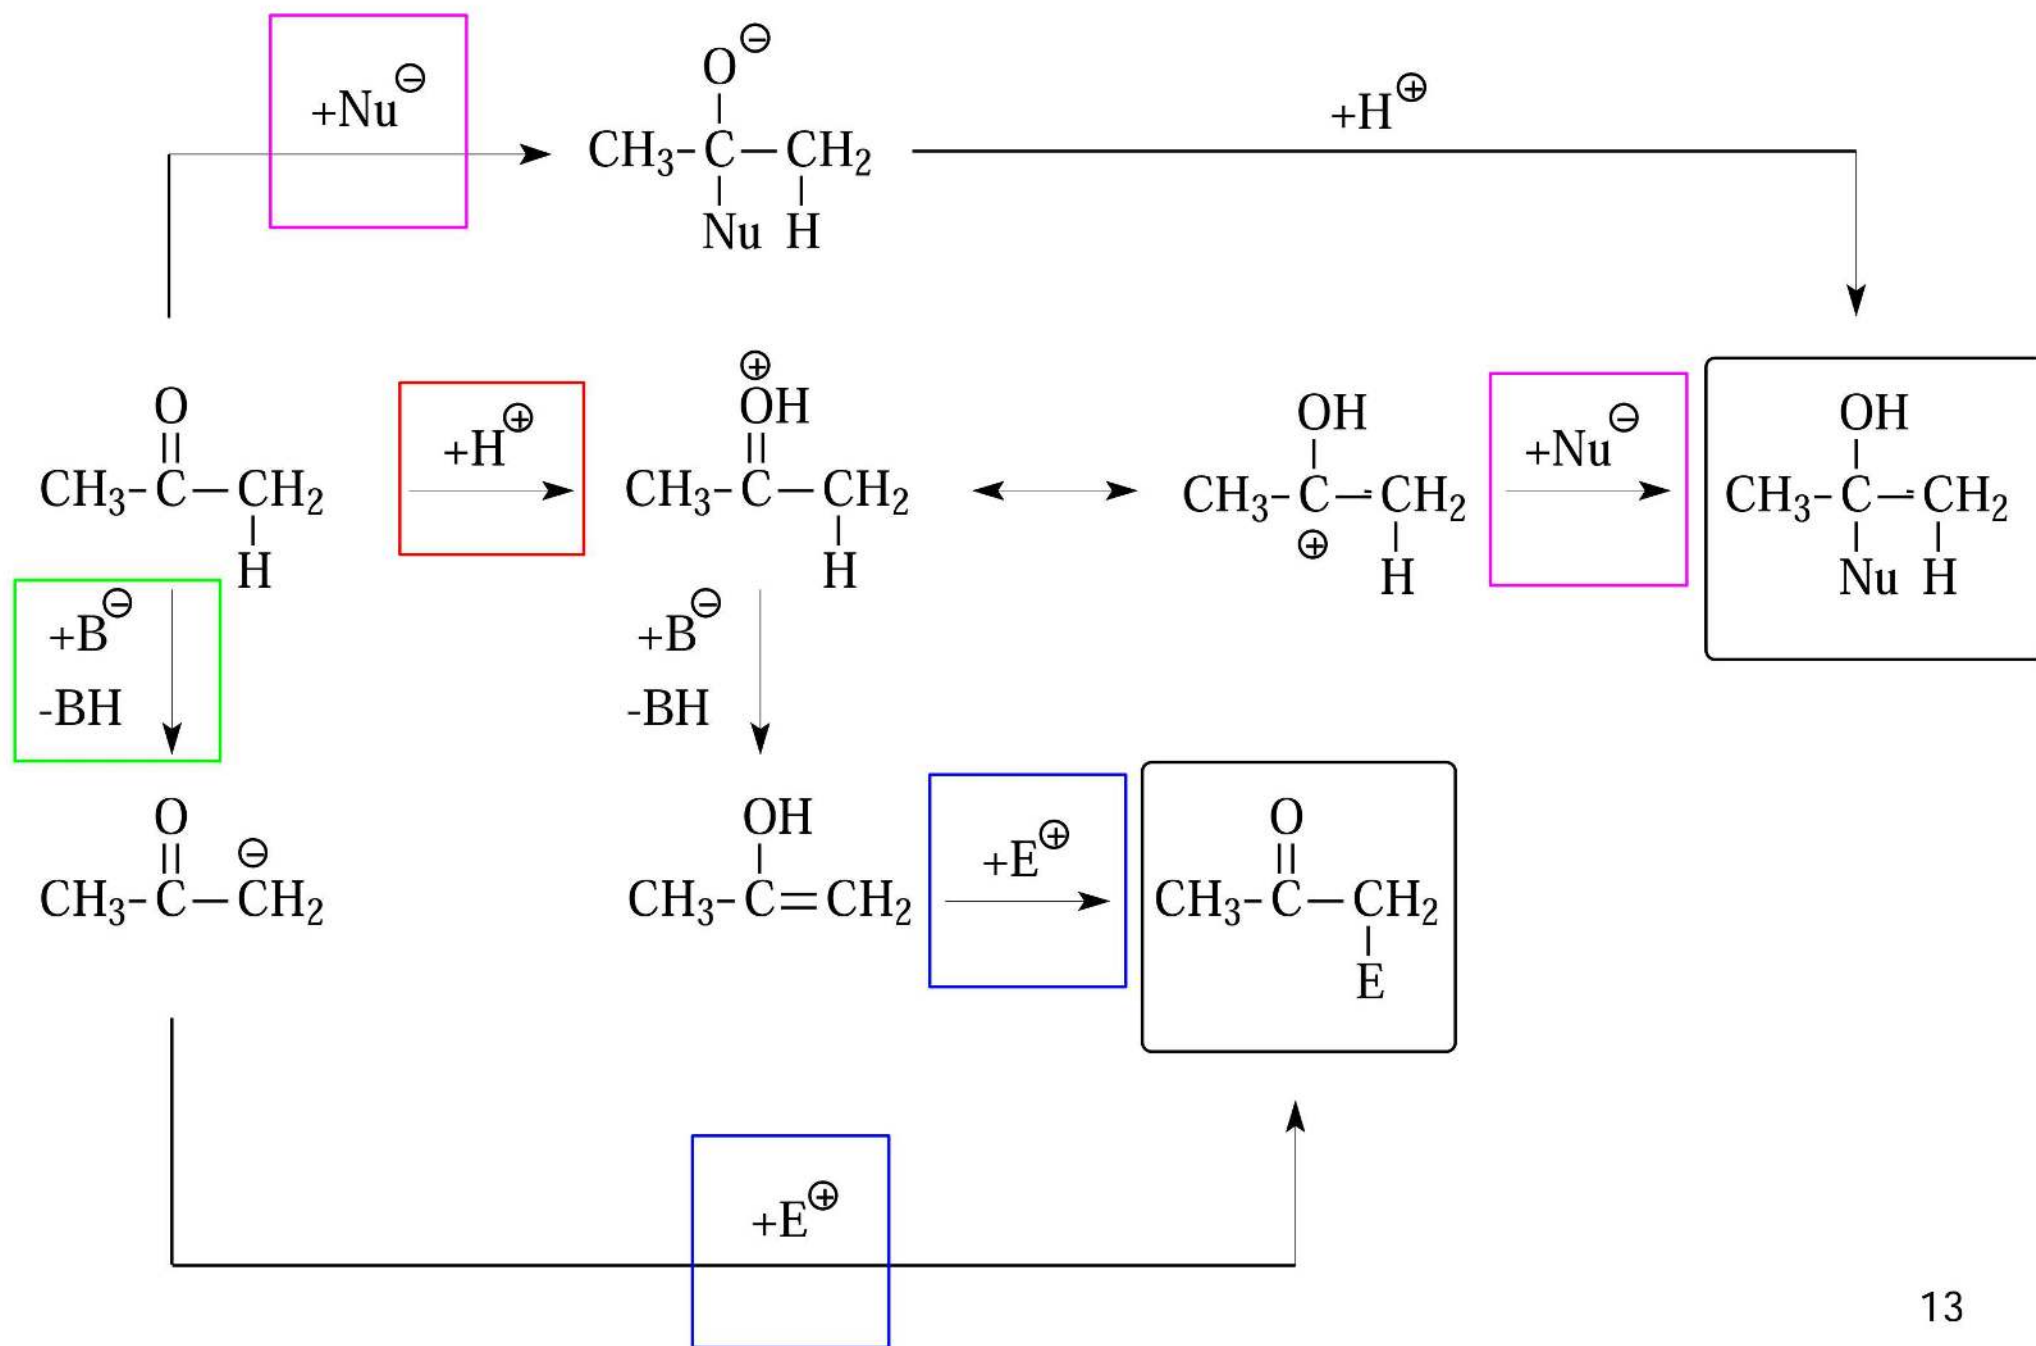 O⊖
+Nu⊖
+H⊕
CH3-C—CH2
Nu H
⊕
O OH OH OH
+H⊕ +Nu⊖
CH3-C—CH2 CH3-C—CH2 CH3-C—CH2 CH3-C—CH2
⊕
H H H Nu H
+B⊖ +B⊖
-BH -BH
O OH O
⊖ +E⊕
CH3-C—CH2 CH3-C=CH2 CH3-C—CH2
E
+E⊕
13